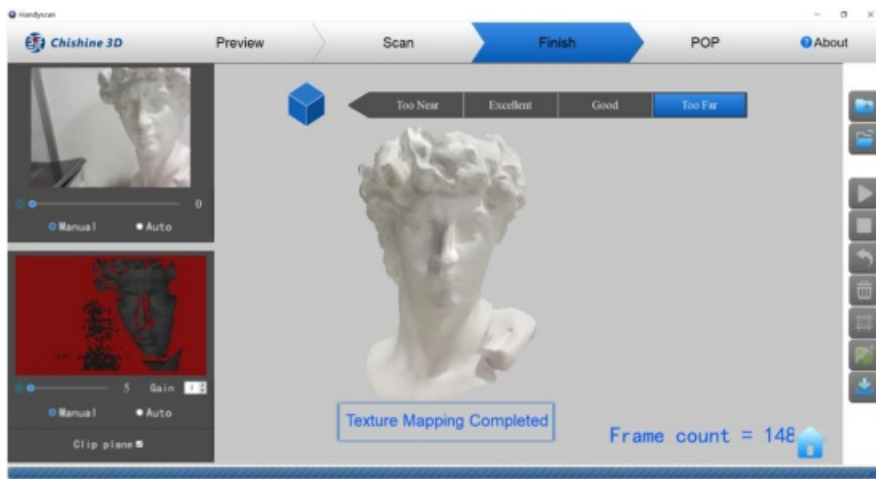 Handyscan
Chishine 3D
Preview
Scan
Finish
POP
About
Too Near
Excellent
Good
Too Far
0
Manual
Auto
5
Gain
Manual
Auto
Clip plane
Texture Mapping Completed
Frame count = 148